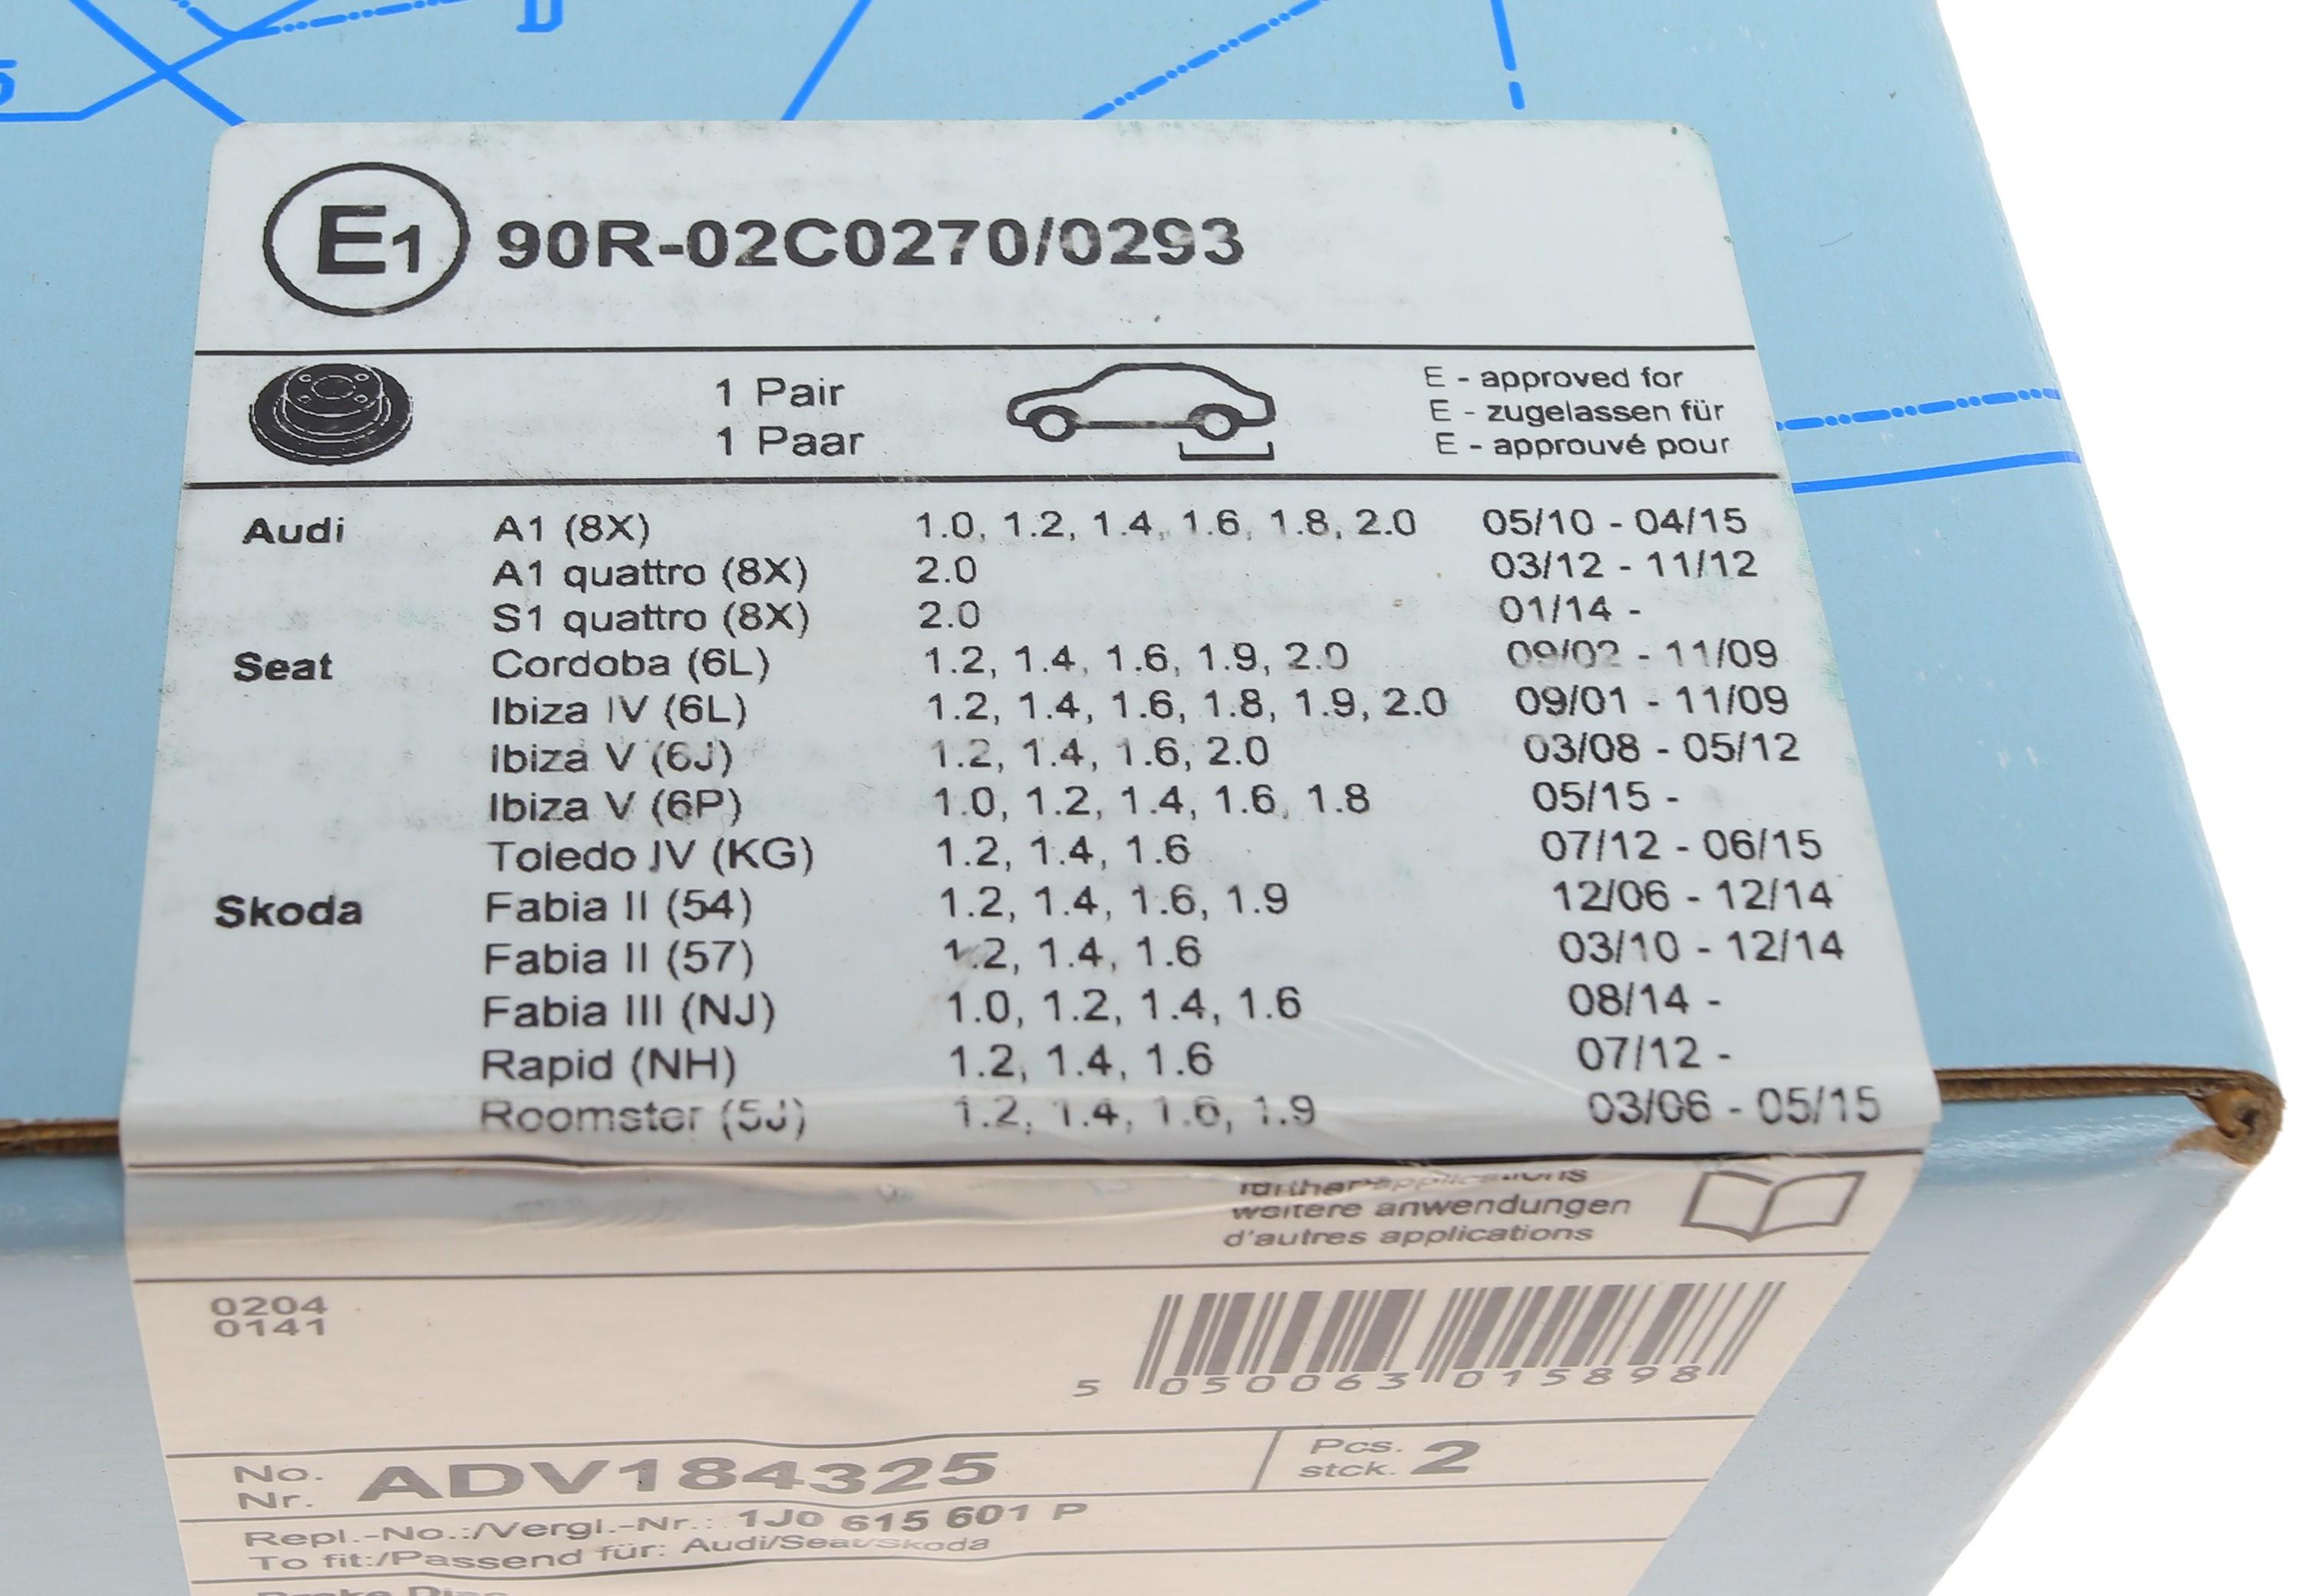 D
E1 90R-02C0270/0293
1 Pair
1 Paar
E - approved for
E - zugelassen für
E - approuvé pour
Audi A1 (8X) 1.0, 1.2, 1.4, 1.6, 1.8, 2.0 05/10 - 04/15
A1 quattro (8X) 2.0 03/12 - 11/12
S1 quattro (8X) 2.0 01/14 -
Seat Cordoba (6L) 1.2, 1.4, 1.6, 1.9, 2.0 09/02 - 11/09
Ibiza IV (6L) 1.2, 1.4, 1.6, 1.8, 1.9, 2.0 09/01 - 11/09
Ibiza V (6J) 1.2, 1.4, 1.6, 2.0 03/08 - 05/12
Ibiza V (6P) 1.0, 1.2, 1.4, 1.6, 1.8 05/15 -
Toledo IV (KG) 1.2, 1.4, 1.6 07/12 - 06/15
Skoda Fabia II (54) 1.2, 1.4, 1.6, 1.9 12/06 - 12/14
Fabia II (57) 1.2, 1.4, 1.6 03/10 - 12/14
Fabia III (NJ) 1.0, 1.2, 1.4, 1.6 08/14 -
Rapid (NH) 1.2, 1.4, 1.6 07/12 -
Roomster (5J) 1.2, 1.4, 1.6, 1.9 03/06 - 05/15
further applications
weitere anwendungen
d'autres applications
0204
0141
5 050063 015898
No. ADV184325
Nr.
Pcs. 2
stck.
Repl.-No.:/Vergl.-Nr.: 1J0 615 601 P
To fit:/Passend für: Audi/Seat/Skoda
Brake Disc